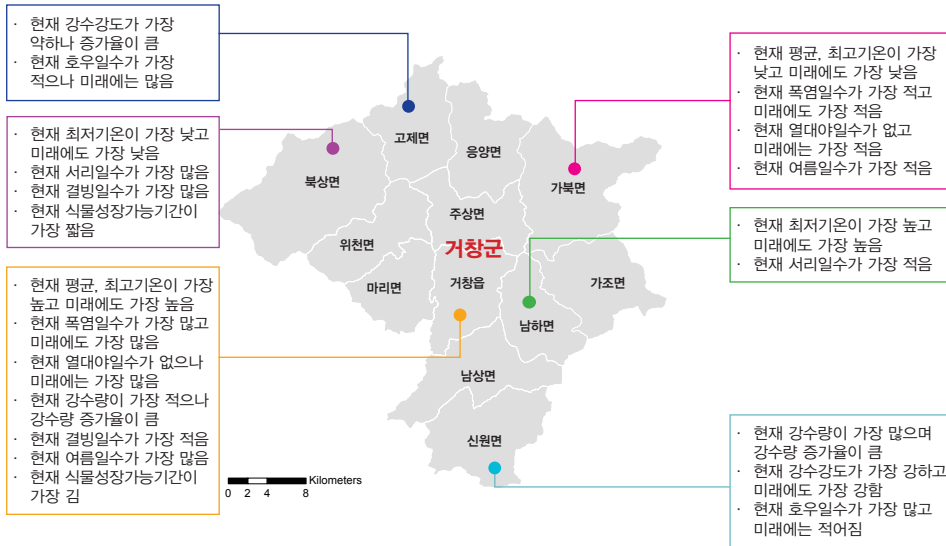 · 현재 강수강도가 가장
약하나 증가율이 큼
· 현재 호우일수가 가장
적으나 미래에는 많음
· 현재 최저기온이 가장 낮고
미래에도 가장 낮음
· 현재 서리일수가 가장 많음
· 현재 결빙일수가 가장 많음
· 현재 식물성장가능기간이
가장 짧음
· 현재 평균, 최고기온이 가장
높고 미래에도 가장 높음
· 현재 폭염일수가 가장 많고
미래에도 가장 많음
· 현재 열대야일수가 없으나
미래에는 가장 많음
· 현재 강수량이 가장 적으나
강수량 증가율이 큼
· 현재 결빙일수가 가장 적음
· 현재 여름일수가 가장 많음
· 현재 식물성장가능기간이
가장 김
고제면
웅양면
북상면
가북면
주상면
위천면
거창군
마리면
거창읍
가조면
남하면
남상면
신원면
Kilometers
0 2 4 8
· 현재 평균, 최고기온이 가장
낮고 미래에도 가장 낮음
· 현재 폭염일수가 가장 적고
미래에도 가장 적음
· 현재 열대야일수가 없고
미래에는 가장 적음
· 현재 여름일수가 가장 적음
· 현재 최저기온이 가장 높고
미래에도 가장 높음
· 현재 서리일수가 가장 적음
· 현재 강수량이 가장 많으며
강수량 증가율이 큼
· 현재 강수강도가 가장 강하고
미래에도 가장 강함
· 현재 호우일수가 가장 많고
미래에는 적어짐